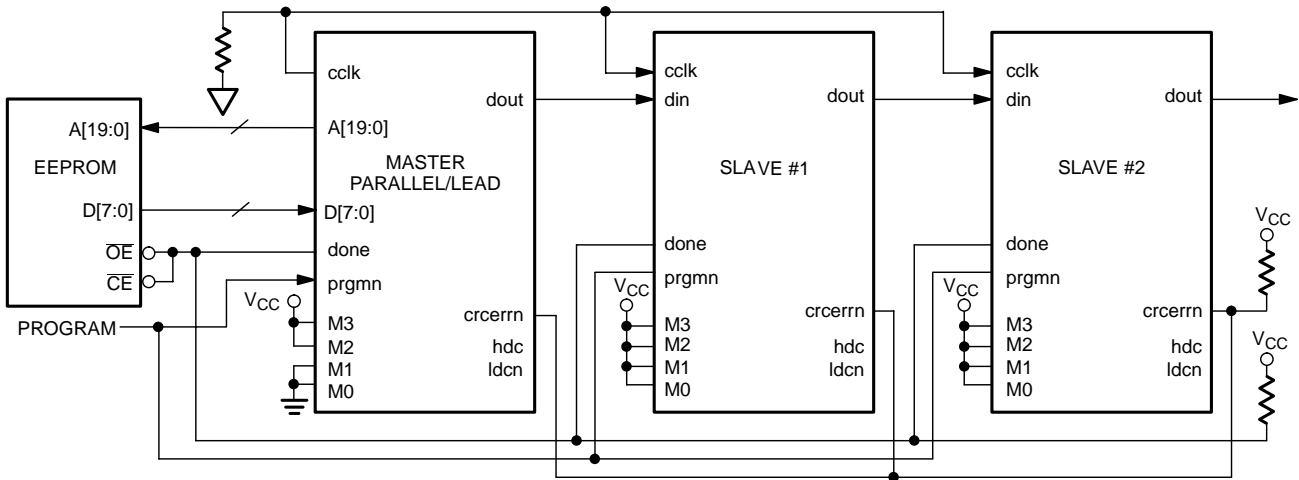 EEPROM
A[19:0]
D[7:0]
OE
CE
PROGRAM
cclk
dout
A[19:0]
MASTER
PARALLEL/LEAD
D[7:0]
done
prgmn
VCC
M3
M2
M1
M0
crcerrn
hdc
ldcn
cclk
din
dout
SLAVE #1
done
prgmn
VCC
M3
M2
M1
M0
crcerrn
hdc
ldcn
cclk
din
dout
SLAVE #2
done
prgmn
VCC
M3
M2
M1
M0
crcerrn
hdc
ldcn
VCC
VCC